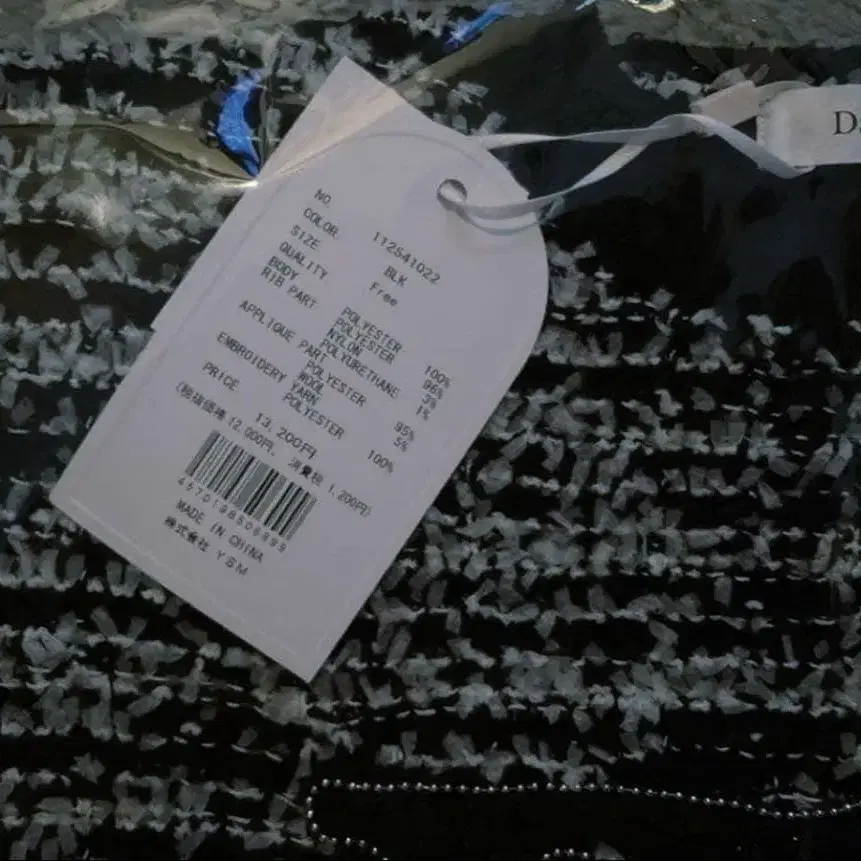 NO. 112541022
COLOR BLK
SIZE Free
QUALITY
BODY POLYESTER 100%
RIB PART POLYESTER 96%
NYLON 3%
POLYURETHANE 1%
APPLIQUE PART POLYESTER 95%
WOOL 5%
EMBROIDERY YARN
POLYESTER 100%
PRICE 13,200円
(税抜価格 12,000円, 消費税 1,200円)
MADE IN CHINA
株式會社 YSM